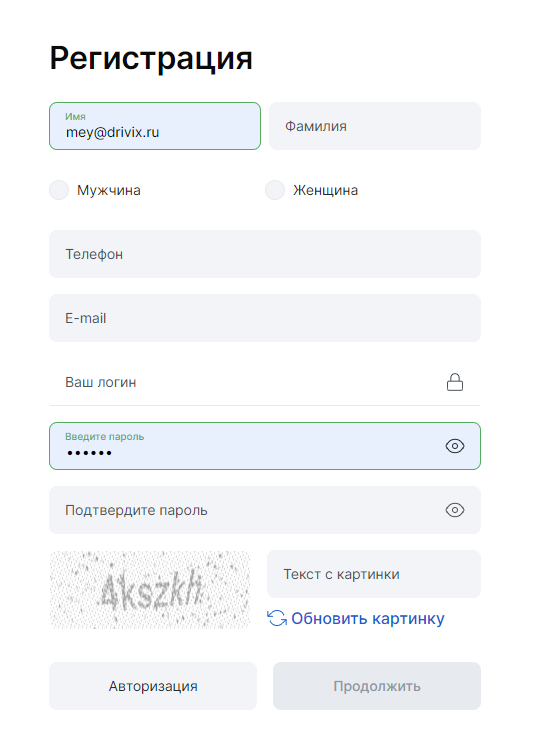 Регистрация
Имя
mey@drivix.ru
Фамилия
Мужчина
Женщина
Телефон
E-mail
Ваш логин
Введите пароль
••••••
Подтвердите пароль
Текст с картинки
Обновить картинку
Авторизация
Продолжить